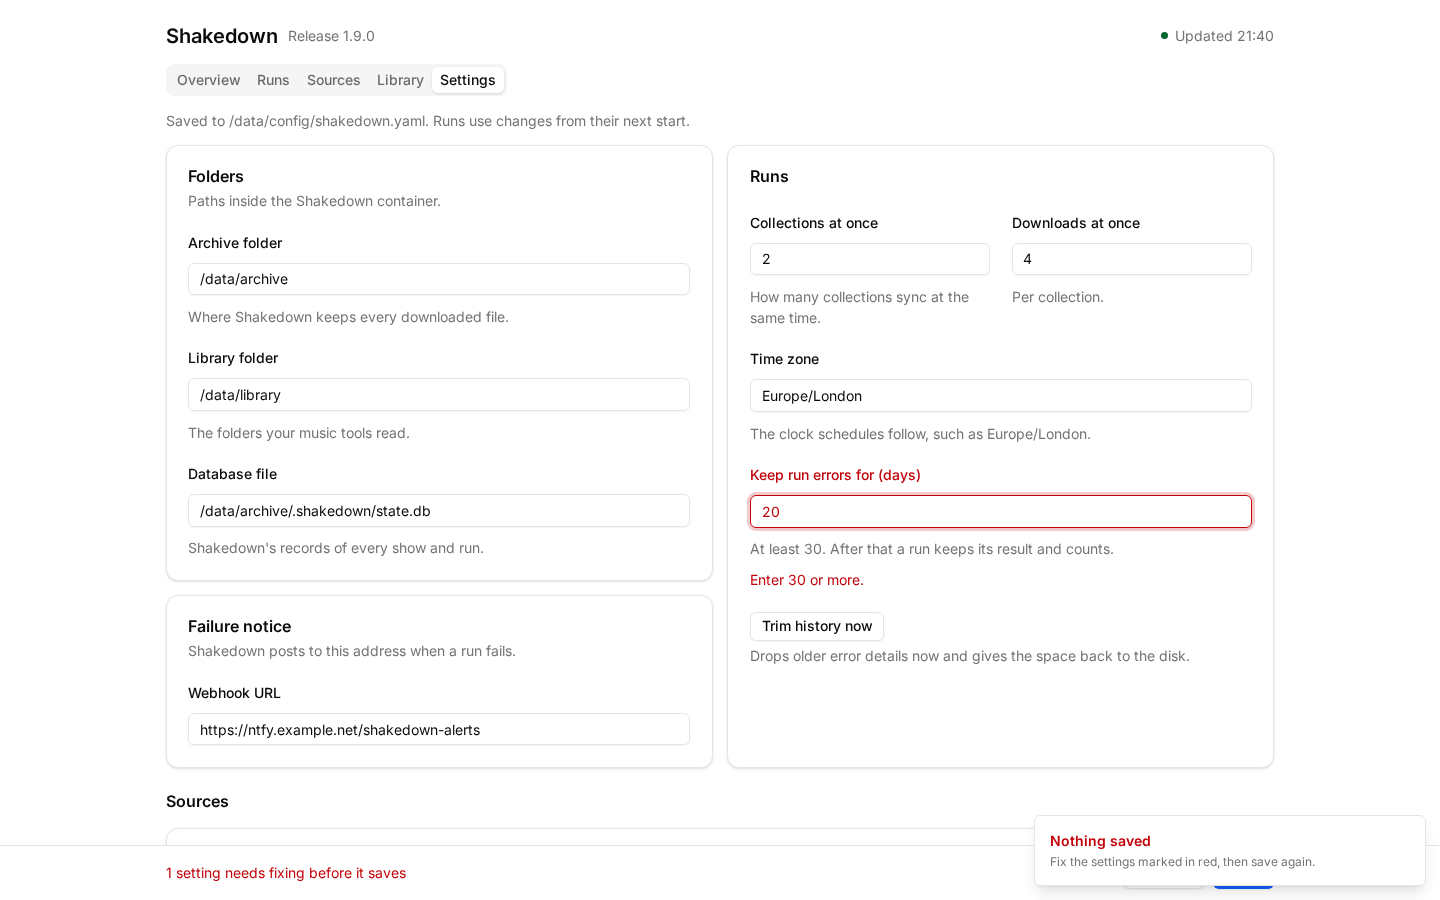 Shakedown Release 1.9.0
Updated 21:40
Overview Runs Sources Library Settings
Saved to /data/config/shakedown.yaml. Runs use changes from their next start.
Folders
Paths inside the Shakedown container.
Archive folder
/data/archive
Where Shakedown keeps every downloaded file.
Library folder
/data/library
The folders your music tools read.
Database file
/data/archive/.shakedown/state.db
Shakedown's records of every show and run.
Failure notice
Shakedown posts to this address when a run fails.
Webhook URL
https://ntfy.example.net/shakedown-alerts
Runs
Collections at once
2
How many collections sync at the
same time.
Downloads at once
4
Per collection.
Time zone
Europe/London
The clock schedules follow, such as Europe/London.
Keep run errors for (days)
20
At least 30. After that a run keeps its result and counts.
Enter 30 or more.
Trim history now
Drops older error details now and gives the space back to the disk.
Sources
1 setting needs fixing before it saves
Nothing saved
Fix the settings marked in red, then save again.